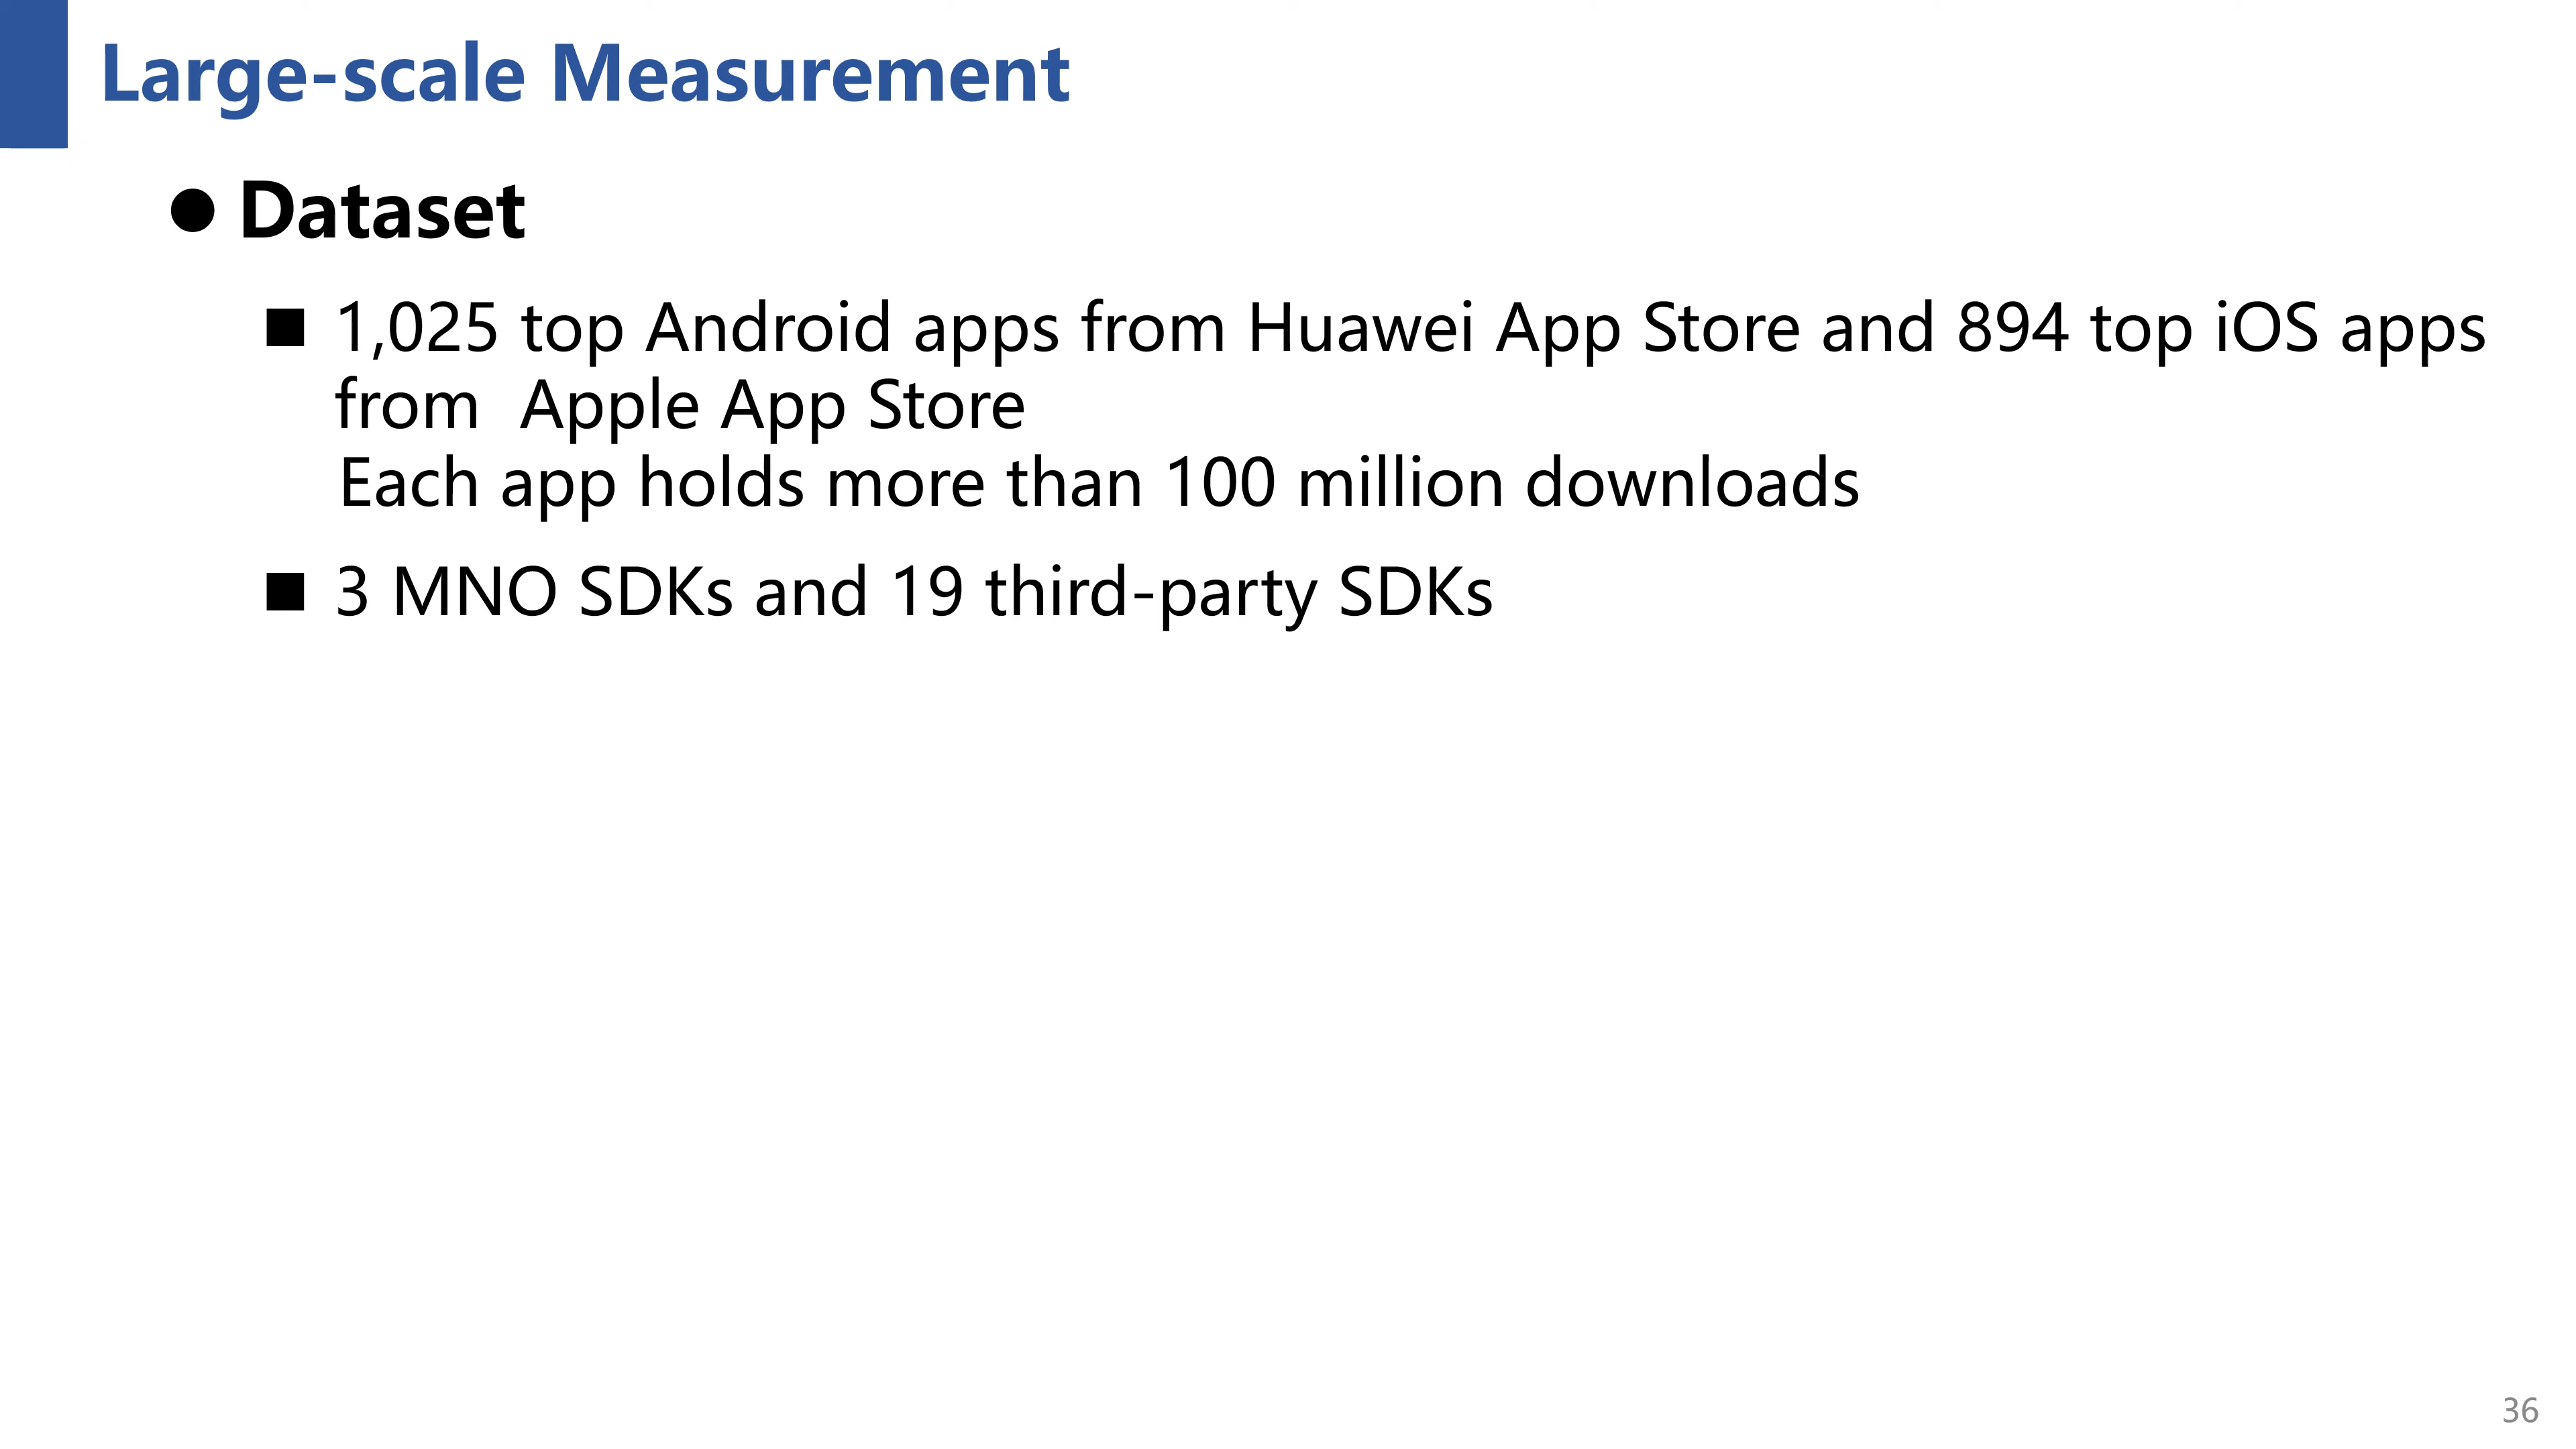 Large-scale Measurement
Dataset
1,025 top Android apps from Huawei App Store and 894 top iOS apps
from  Apple App Store
Each app holds more than 100 million downloads
3 MNO SDKs and 19 third-party SDKs
36